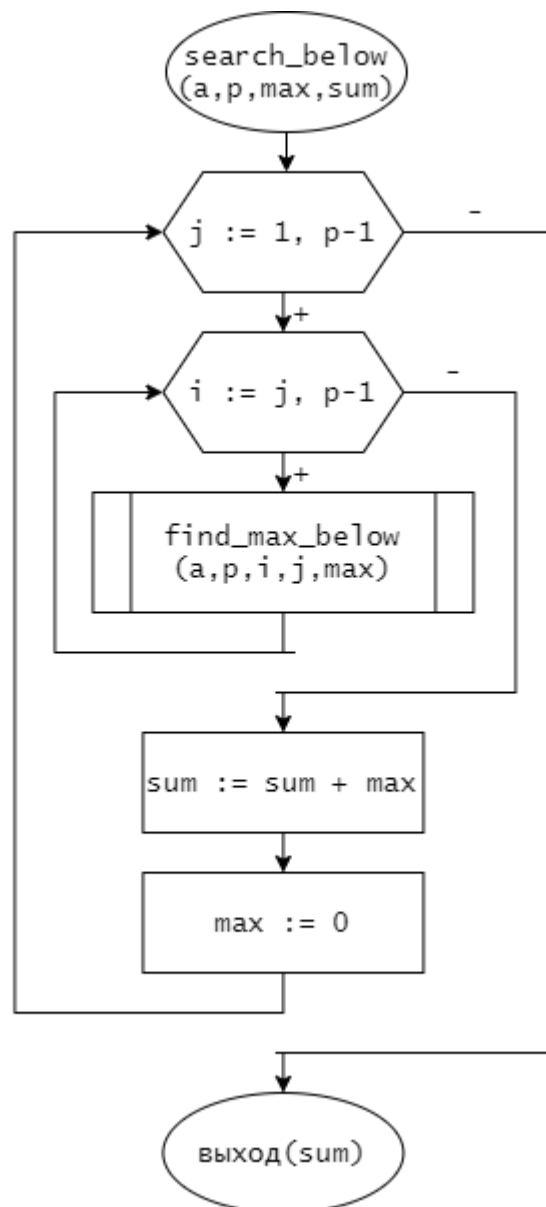 search_below
(a,p,max,sum)
j := 1, p-1
-
+
i := j, p-1
-
+
find_max_below
(a,p,i,j,max)
sum := sum + max
max := 0
выход(sum)